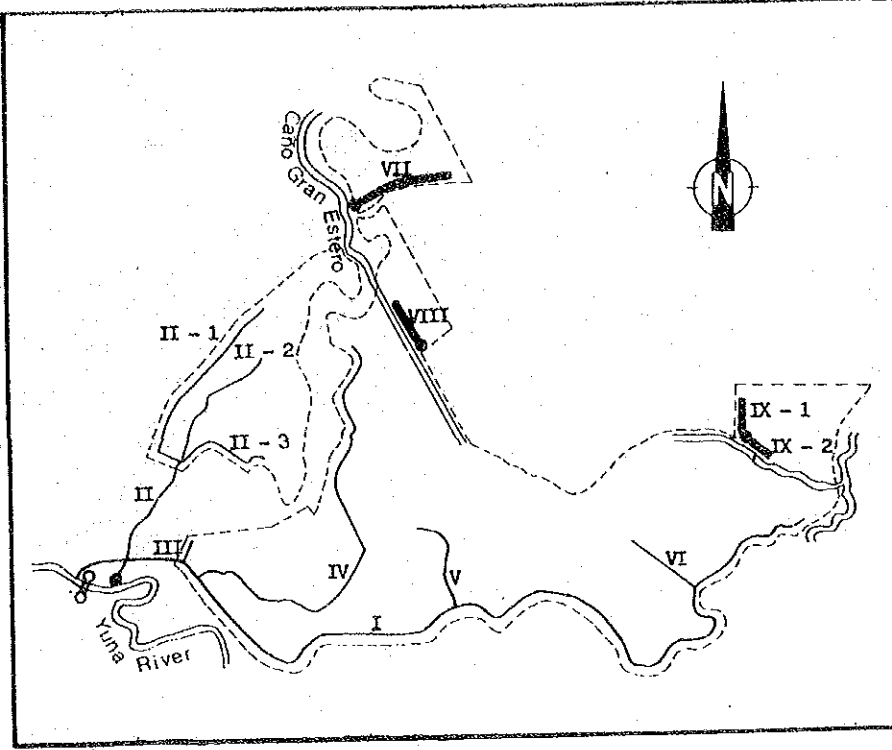 Caño Gran Estero
VII
N
VIII
II - 1
II - 2
IX - 1
II - 3
IX - 2
II
III
IV
V
VI
I
Yuna River